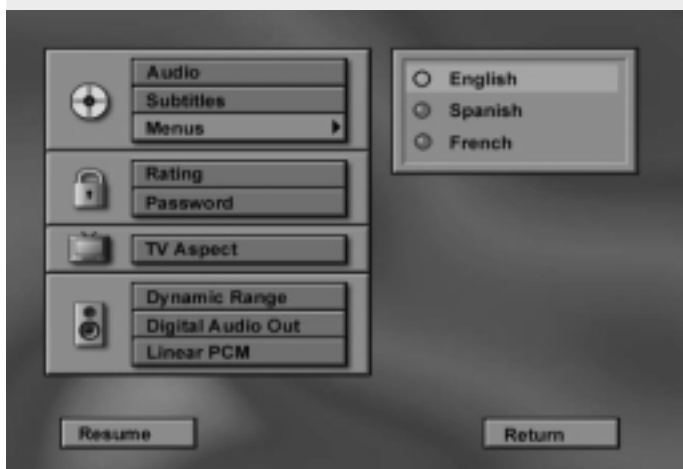 Audio
Subtitles
Menus
Rating
Password
TV Aspect
Dynamic Range
Digital Audio Out
Linear PCM
English
Spanish
French
Resume
Return